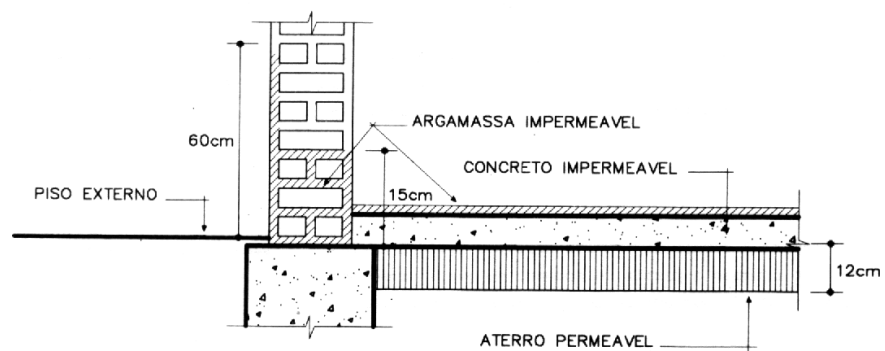 60cm
ARGAMASSA IMPERMEAVEL
CONCRETO IMPERMEAVEL
15cm
PISO EXTERNO
12cm
ATERRO PERMEAVEL